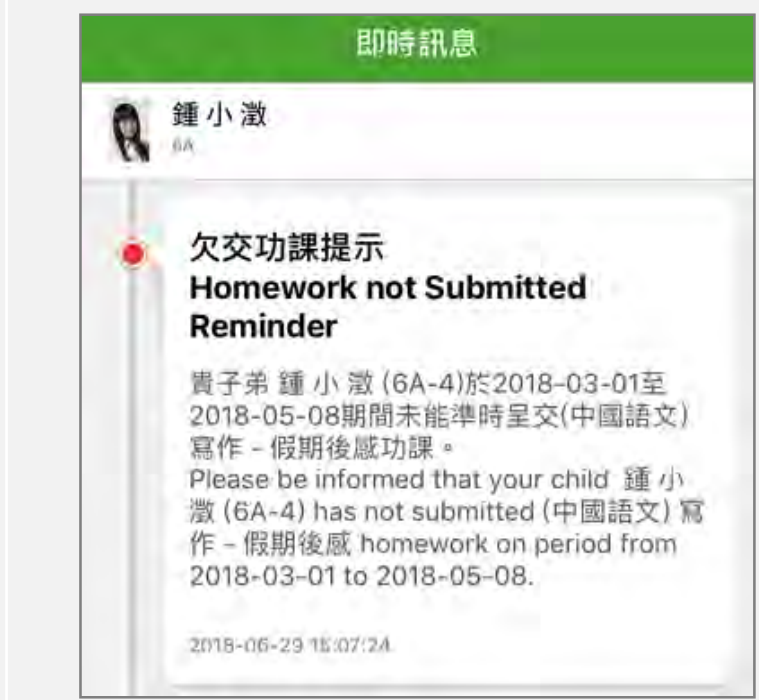 即時訊息
鍾 小 澂
6A
欠交功課提示
Homework not Submitted
Reminder
貴子弟 鍾 小 澂 (6A-4)於2018-03-01至
2018-05-08期間未能準時呈交(中國語文)
寫作 - 假期後感功課。
Please be informed that your child 鍾 小
澂 (6A-4) has not submitted (中國語文) 寫
作 - 假期後感 homework on period from
2018-03-01 to 2018-05-08.
2018-06-29 15:07:24